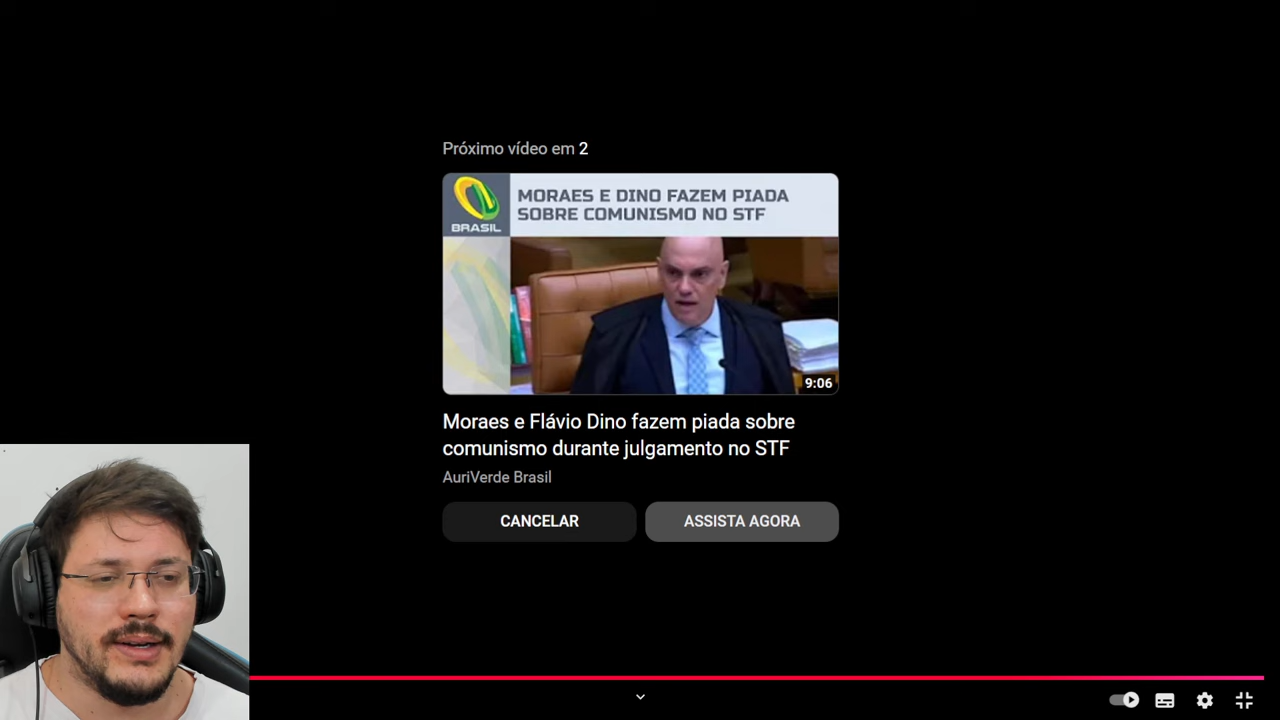 Próximo vídeo em 2
MORAES E DINO FAZEM PIADA
SOBRE COMUNISMO NO STF
BRASIL
9:06
Moraes e Flávio Dino fazem piada sobre
comunismo durante julgamento no STF
AuriVerde Brasil
CANCELAR
ASSISTA AGORA